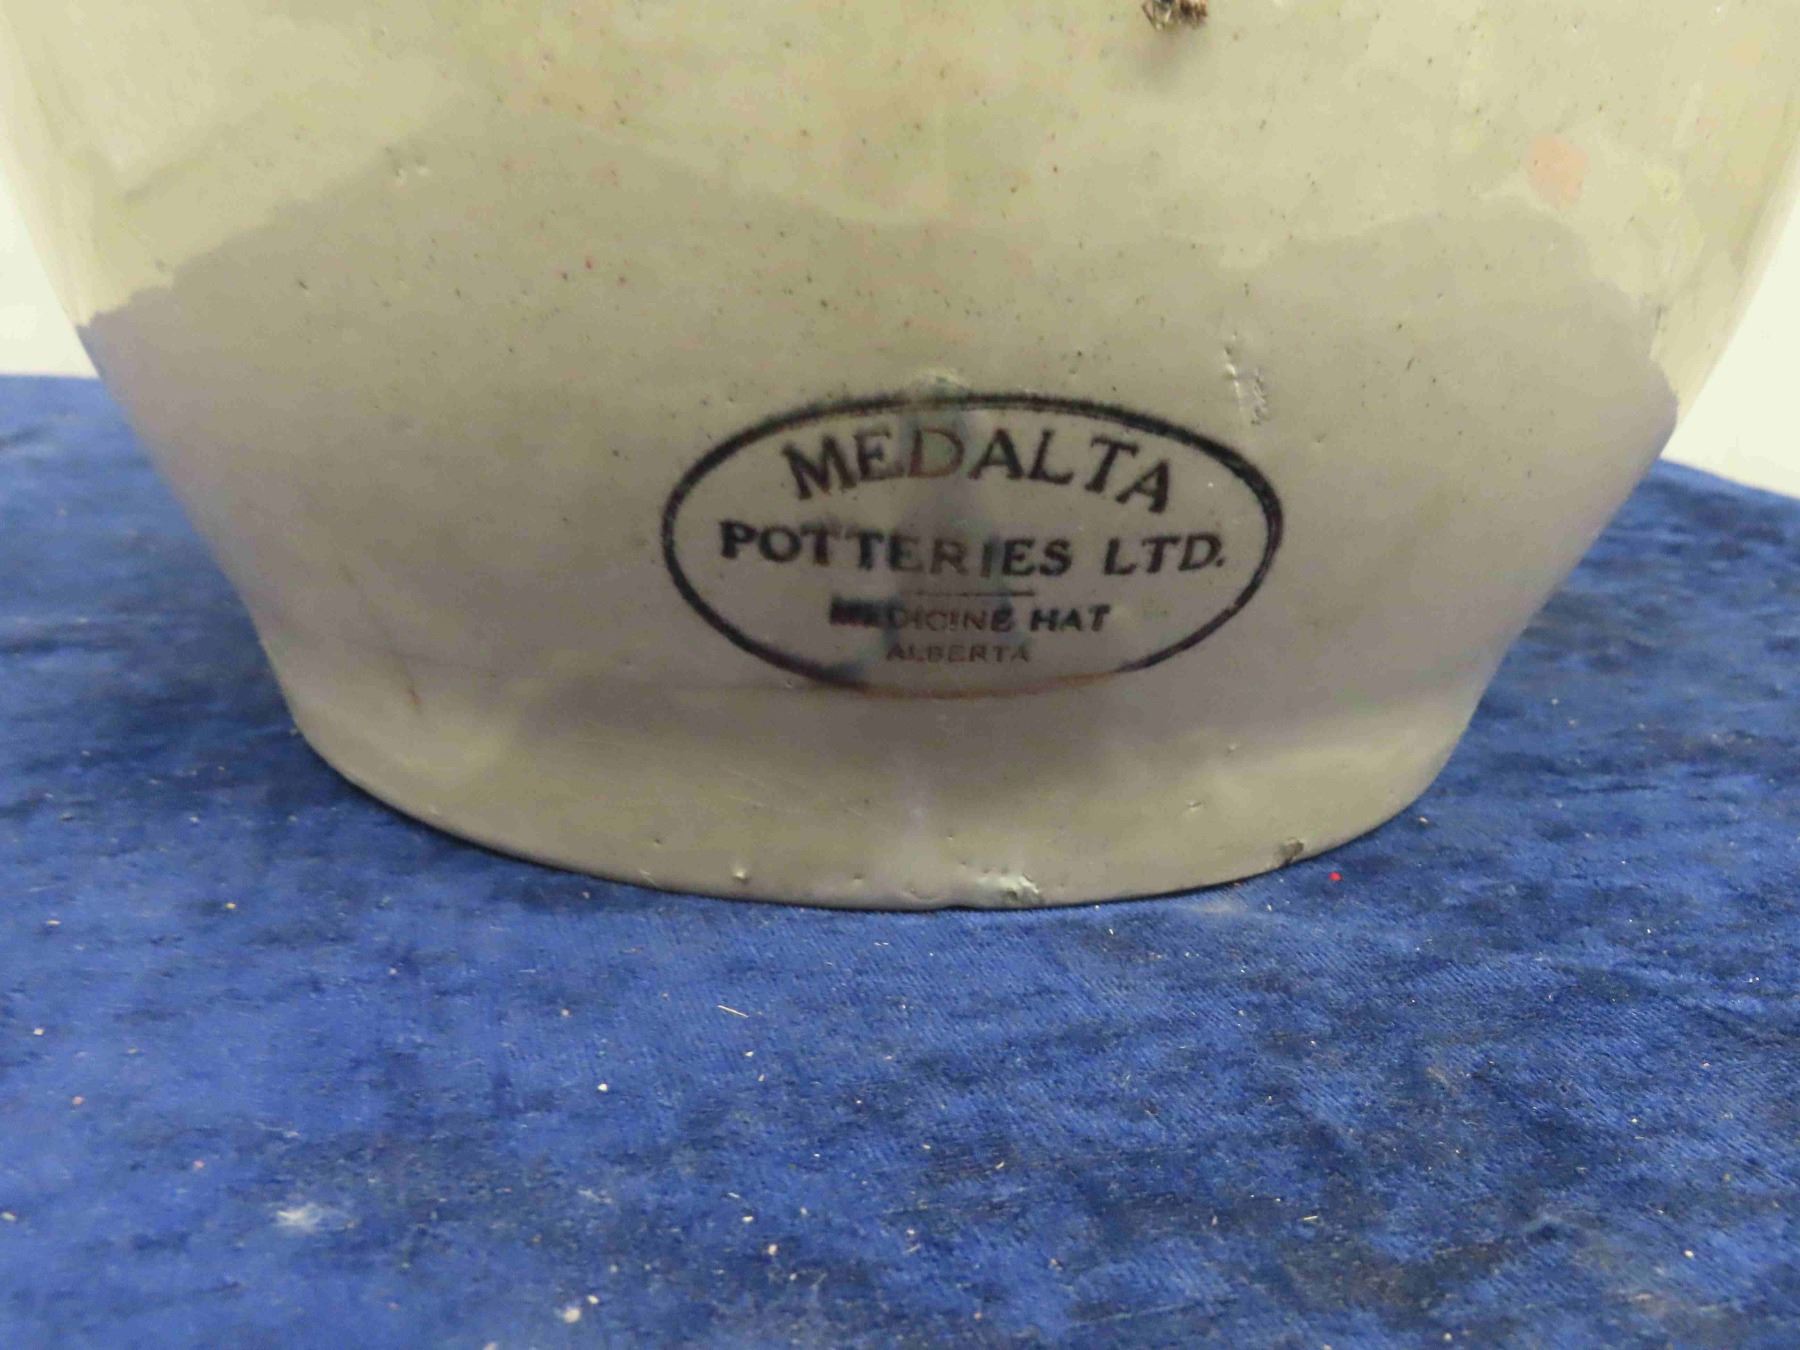 MEDALTA
POTTERIES LTD.
MEDICINE HAT
ALBERTA